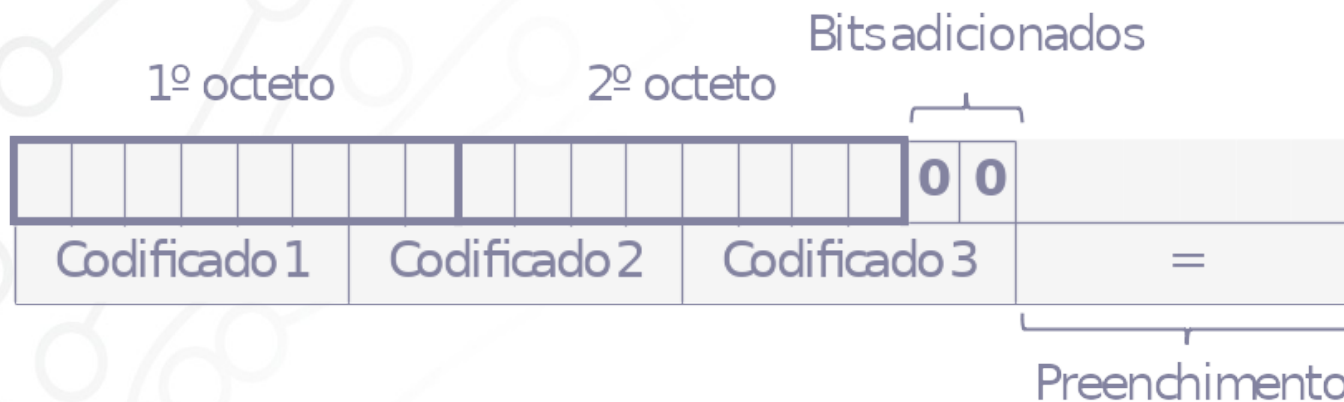 Bits adicionados
1º octeto 2º octeto
0 0
Codificado 1 Codificado 2 Codificado 3 =
Preenchimento